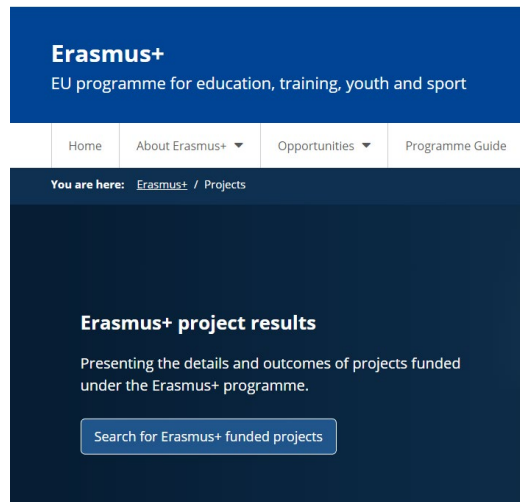 Erasmus+
EU programme for education, training, youth and sport
Home About Erasmus+ Opportunities Programme Guide
You are here: Erasmus+ / Projects
Erasmus+ project results
Presenting the details and outcomes of projects funded
under the Erasmus+ programme.
Search for Erasmus+ funded projects